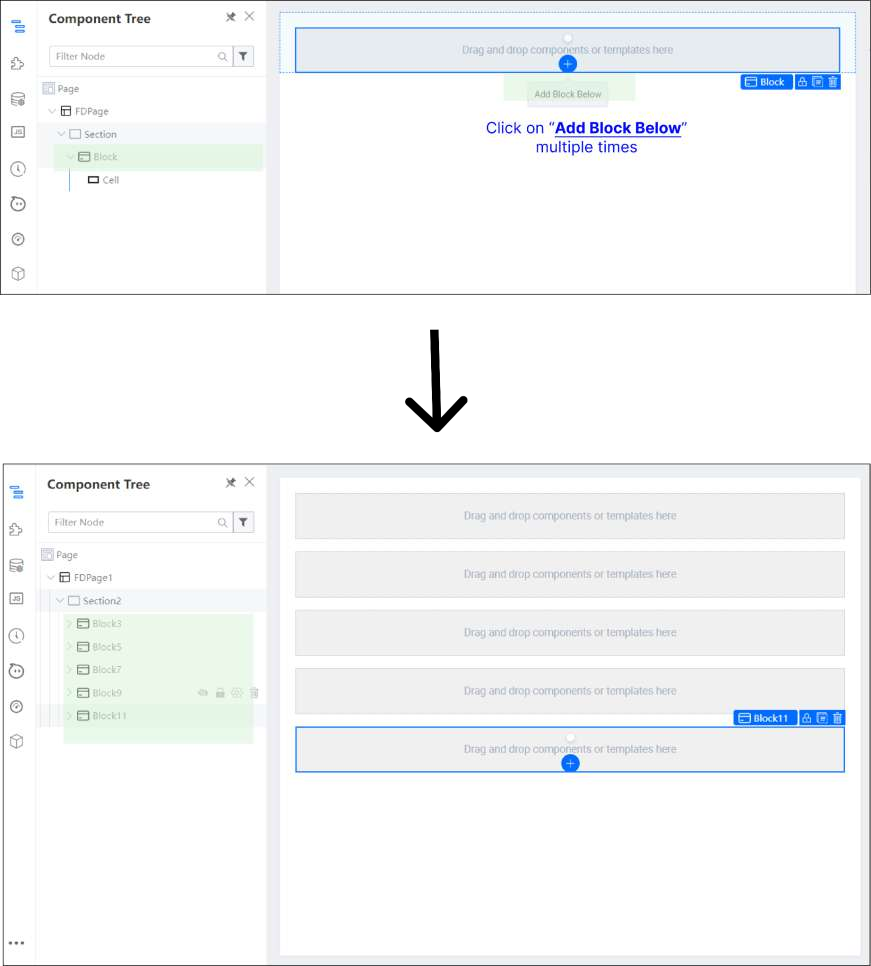 Component Tree
Filter Node
Page
FDPage
Section
Block
Cell
JS
Drag and drop components or templates here
Block
Add Block Below
Click on “Add Block Below”
multiple times
Component Tree
Filter Node
Page
FDPage1
Section2
Block3
Block5
Block7
Block9
Block11
JS
Drag and drop components or templates here
Drag and drop components or templates here
Drag and drop components or templates here
Drag and drop components or templates here
Block11
Drag and drop components or templates here